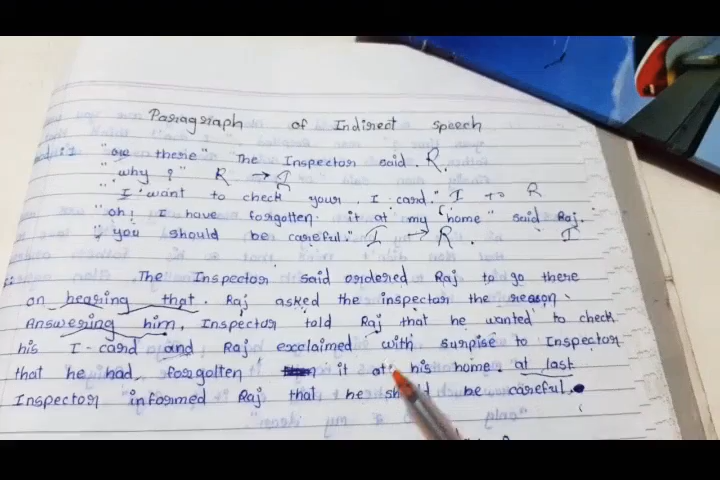 Paragraph of Indirect speech
"are there" The Inspector said. R.
"why ?" R → I
"I want to check your I card." I to R
"oh! I have forgotten it at my home" said Raj.
"you should be careful." I → R. I
The Inspector said ordered Raj to go there
on hearing that. Raj asked the inspector the reason.
Answering him, Inspector told Raj that he wanted to check
his I-card and Raj exclaimed with surpise to Inspector
that he had forgotten it at his home. at last
Inspector informed Raj that he should be careful.